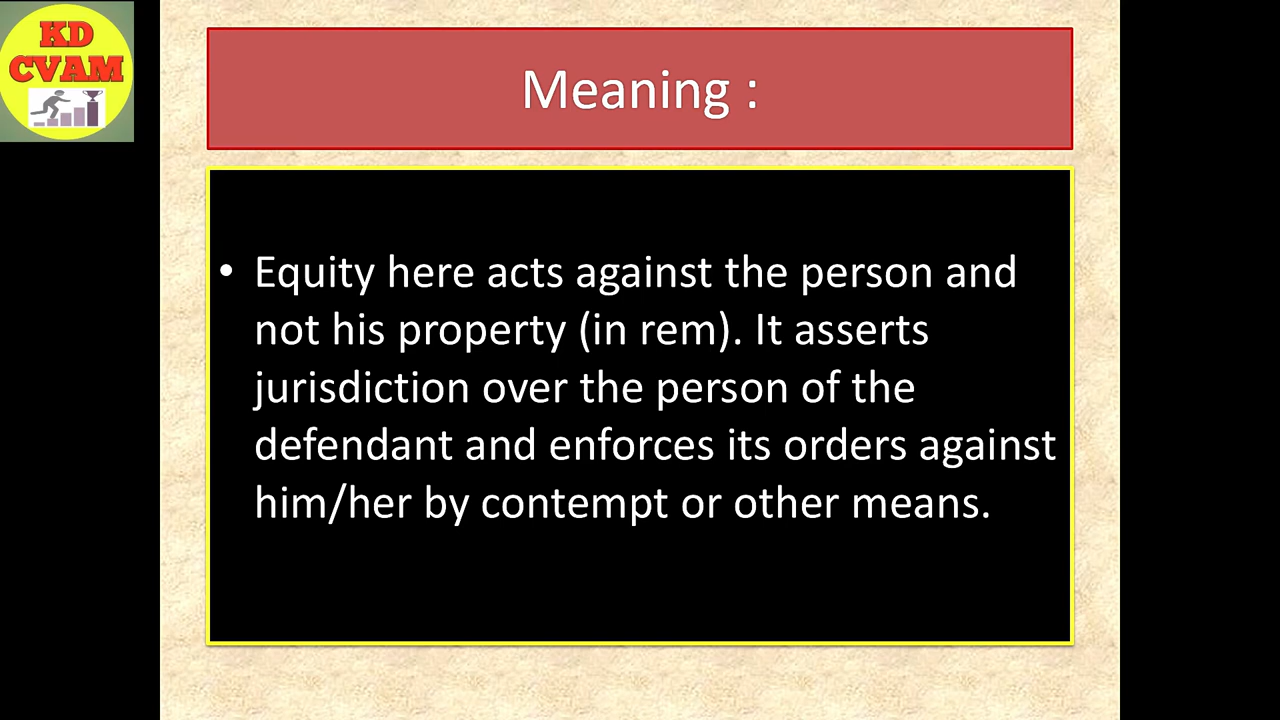 KD
CVAM
Meaning :
• Equity here acts against the person and
not his property (in rem). It asserts
jurisdiction over the person of the
defendant and enforces its orders against
him/her by contempt or other means.